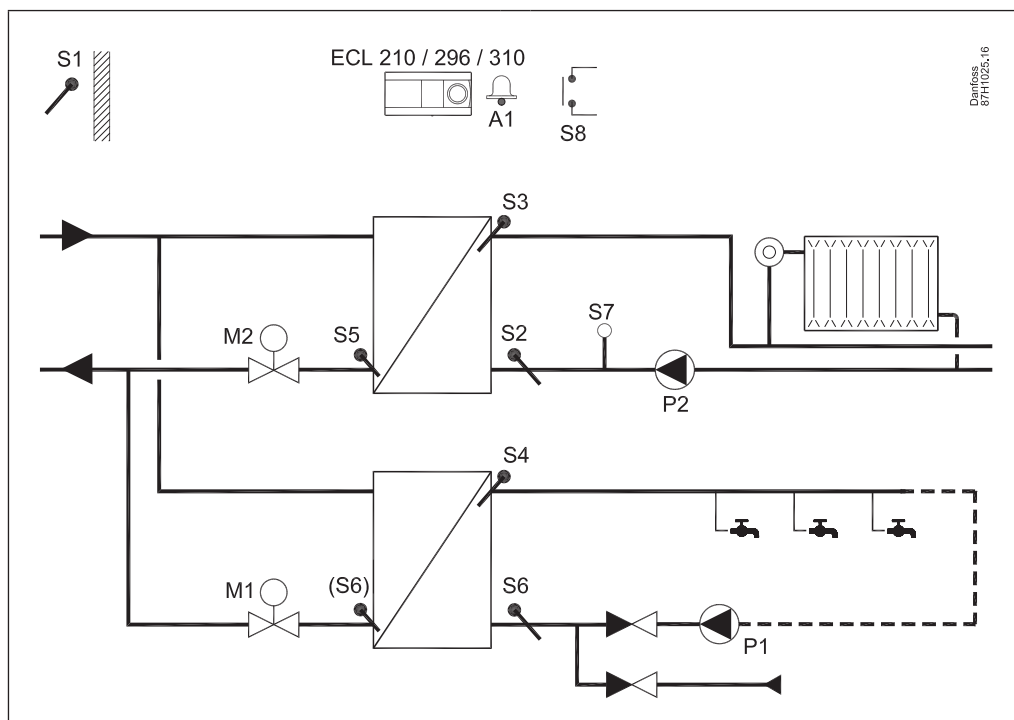 S1
ECL 210 / 296 / 310
A1
S8
Danfoss
87H1025.16
S3
M2
S5
S2
S7
P2
S4
M1
(S6)
S6
P1